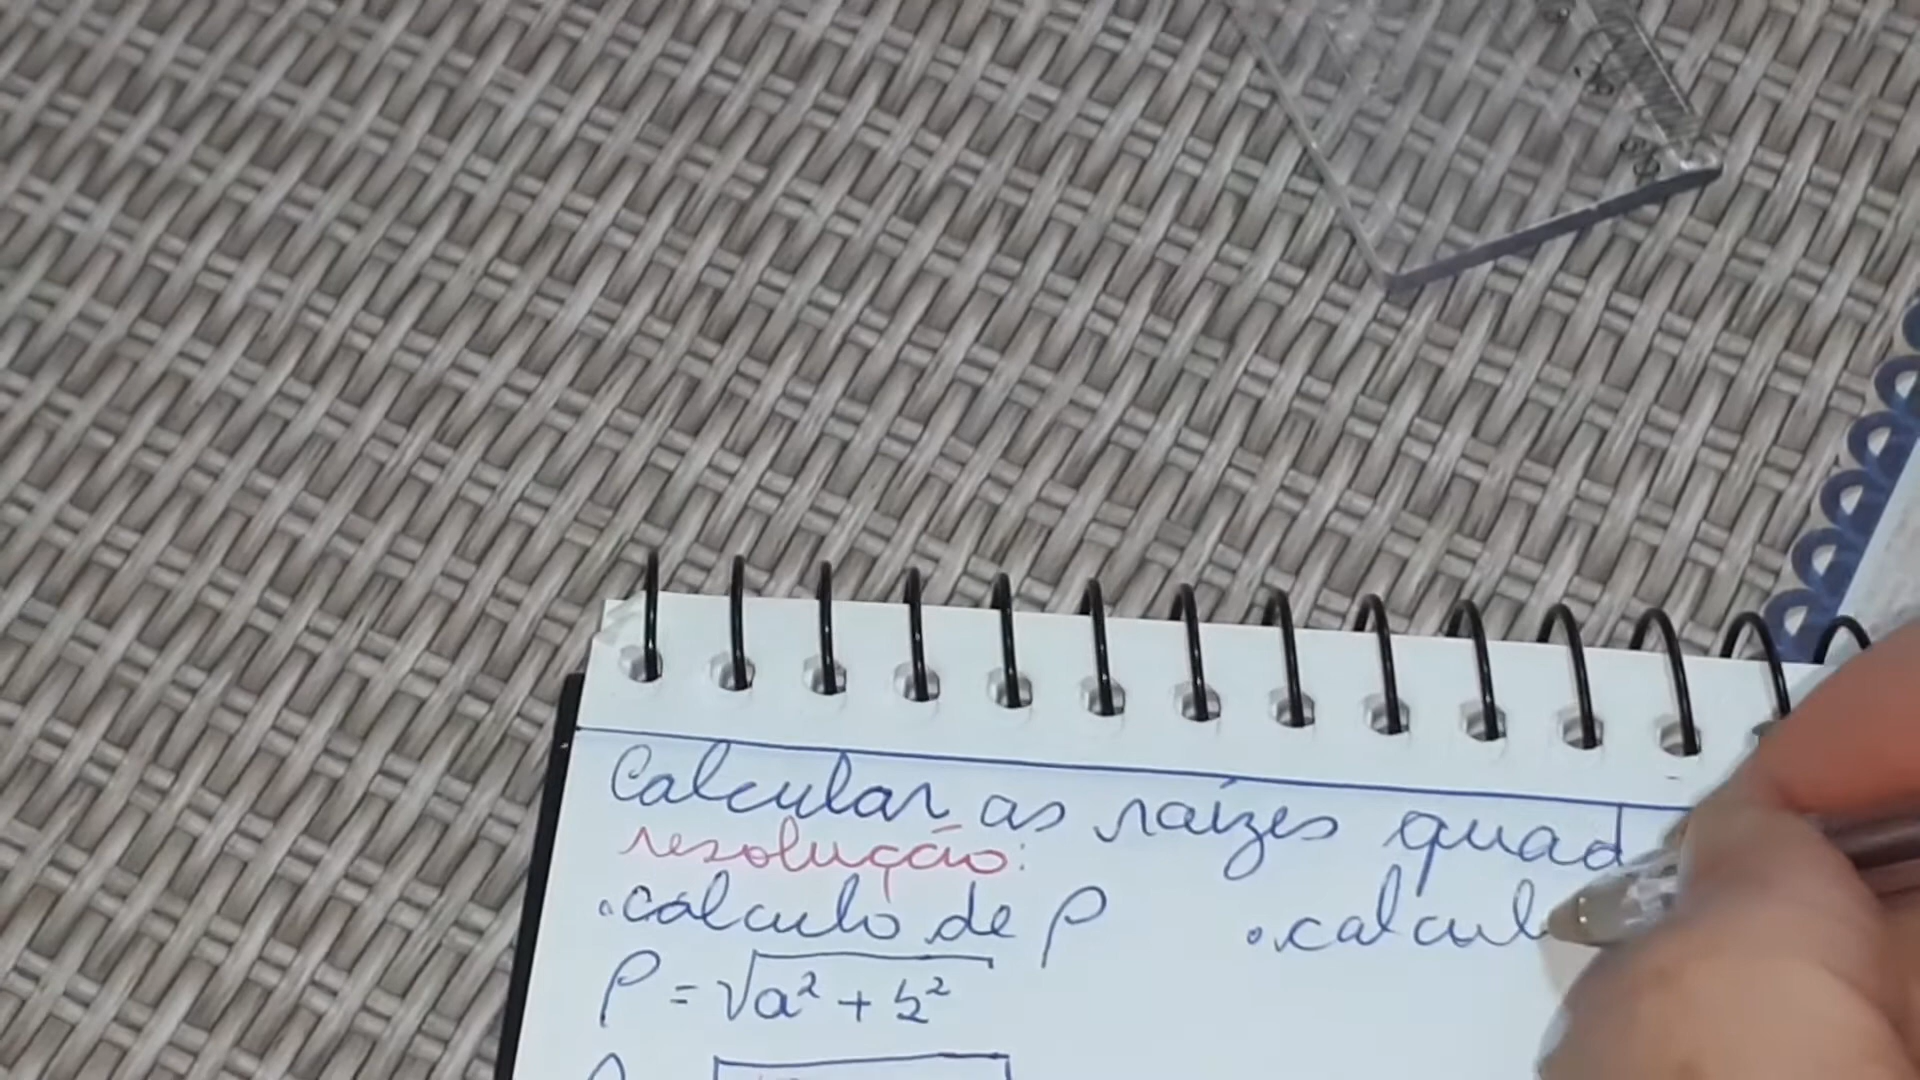 Calcular as raízes quad
resolução:
.cálculo de ρ .calcul
ρ = √a² + b²